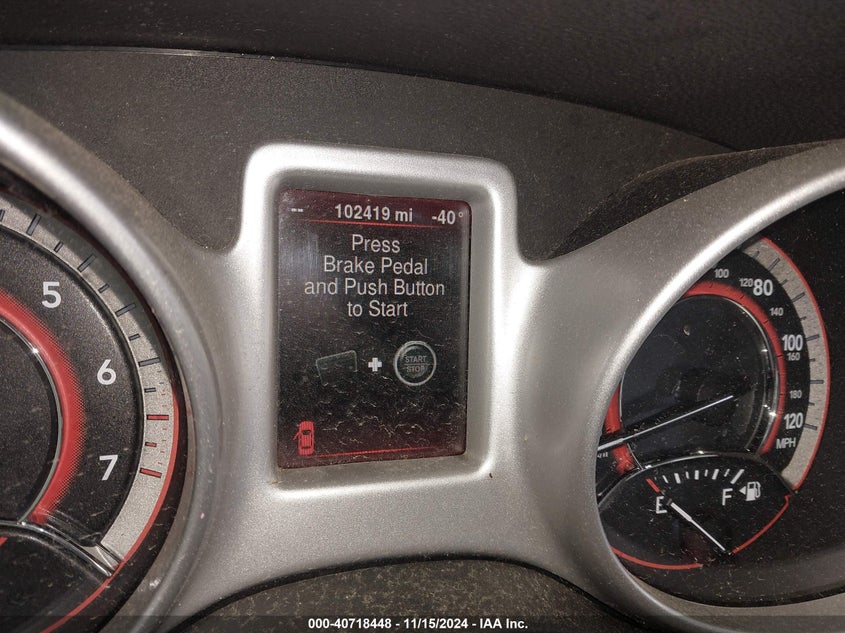 -- 102419 mi -40°
Press
Brake Pedal
and Push Button
to Start
+
START
STOP
5
6
7
80
100
120
MPH
100
120
140
160
180
E
F
000-40718448 - 11/15/2024 - IAA Inc.